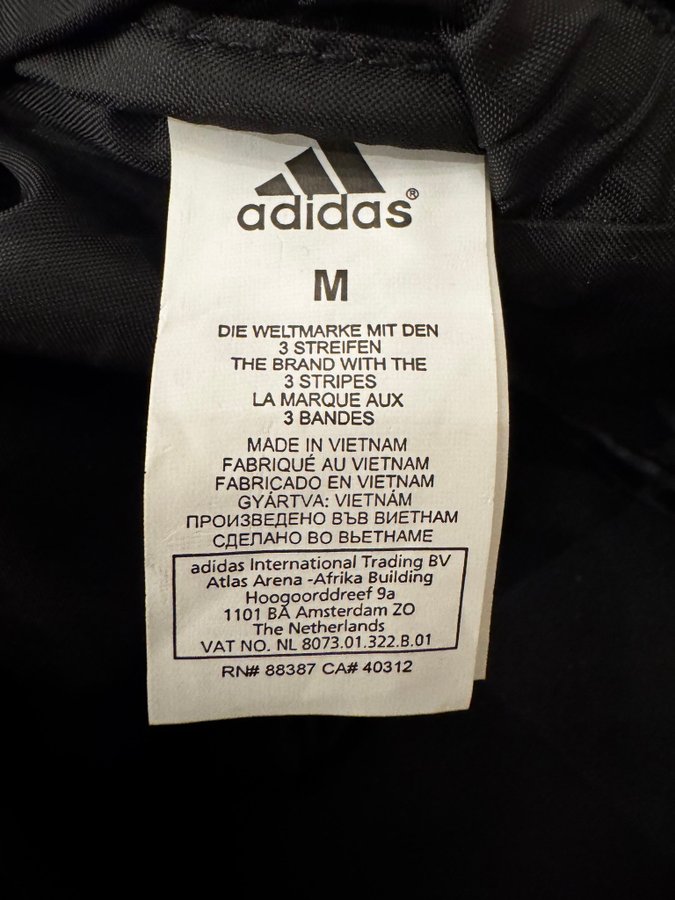 adidas®
M
DIE WELTMARKE MIT DEN
3 STREIFEN
THE BRAND WITH THE
3 STRIPES
LA MARQUE AUX
3 BANDES
MADE IN VIETNAM
FABRIQUÉ AU VIETNAM
FABRICADO EN VIETNAM
GYÁRTVA: VIETNÁM
ПРОИЗВЕДЕНО ВЪВ ВИЕТНАМ
СДЕЛАНО ВО ВЬЕТНАМЕ
adidas International Trading BV
Atlas Arena -Afrika Building
Hoogoorddreef 9a
1101 BA Amsterdam ZO
The Netherlands
VAT NO. NL 8073.01.322.B.01
RN# 88387 CA# 40312